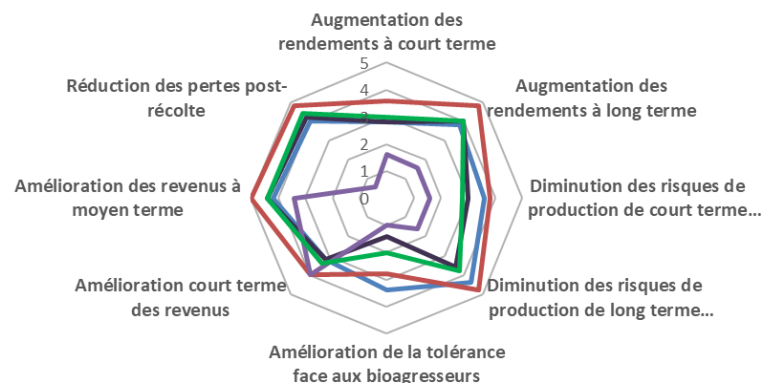 Augmentation des
rendements à court terme
5
4
3
2
1
0
Augmentation des
rendements à long terme
Diminution des risques de
production de court terme...
Diminution des risques de
production de long terme...
Amélioration de la tolérance
face aux bioagresseurs
Amélioration court terme
des revenus
Amélioration des revenus à
moyen terme
Réduction des pertes post-
récolte